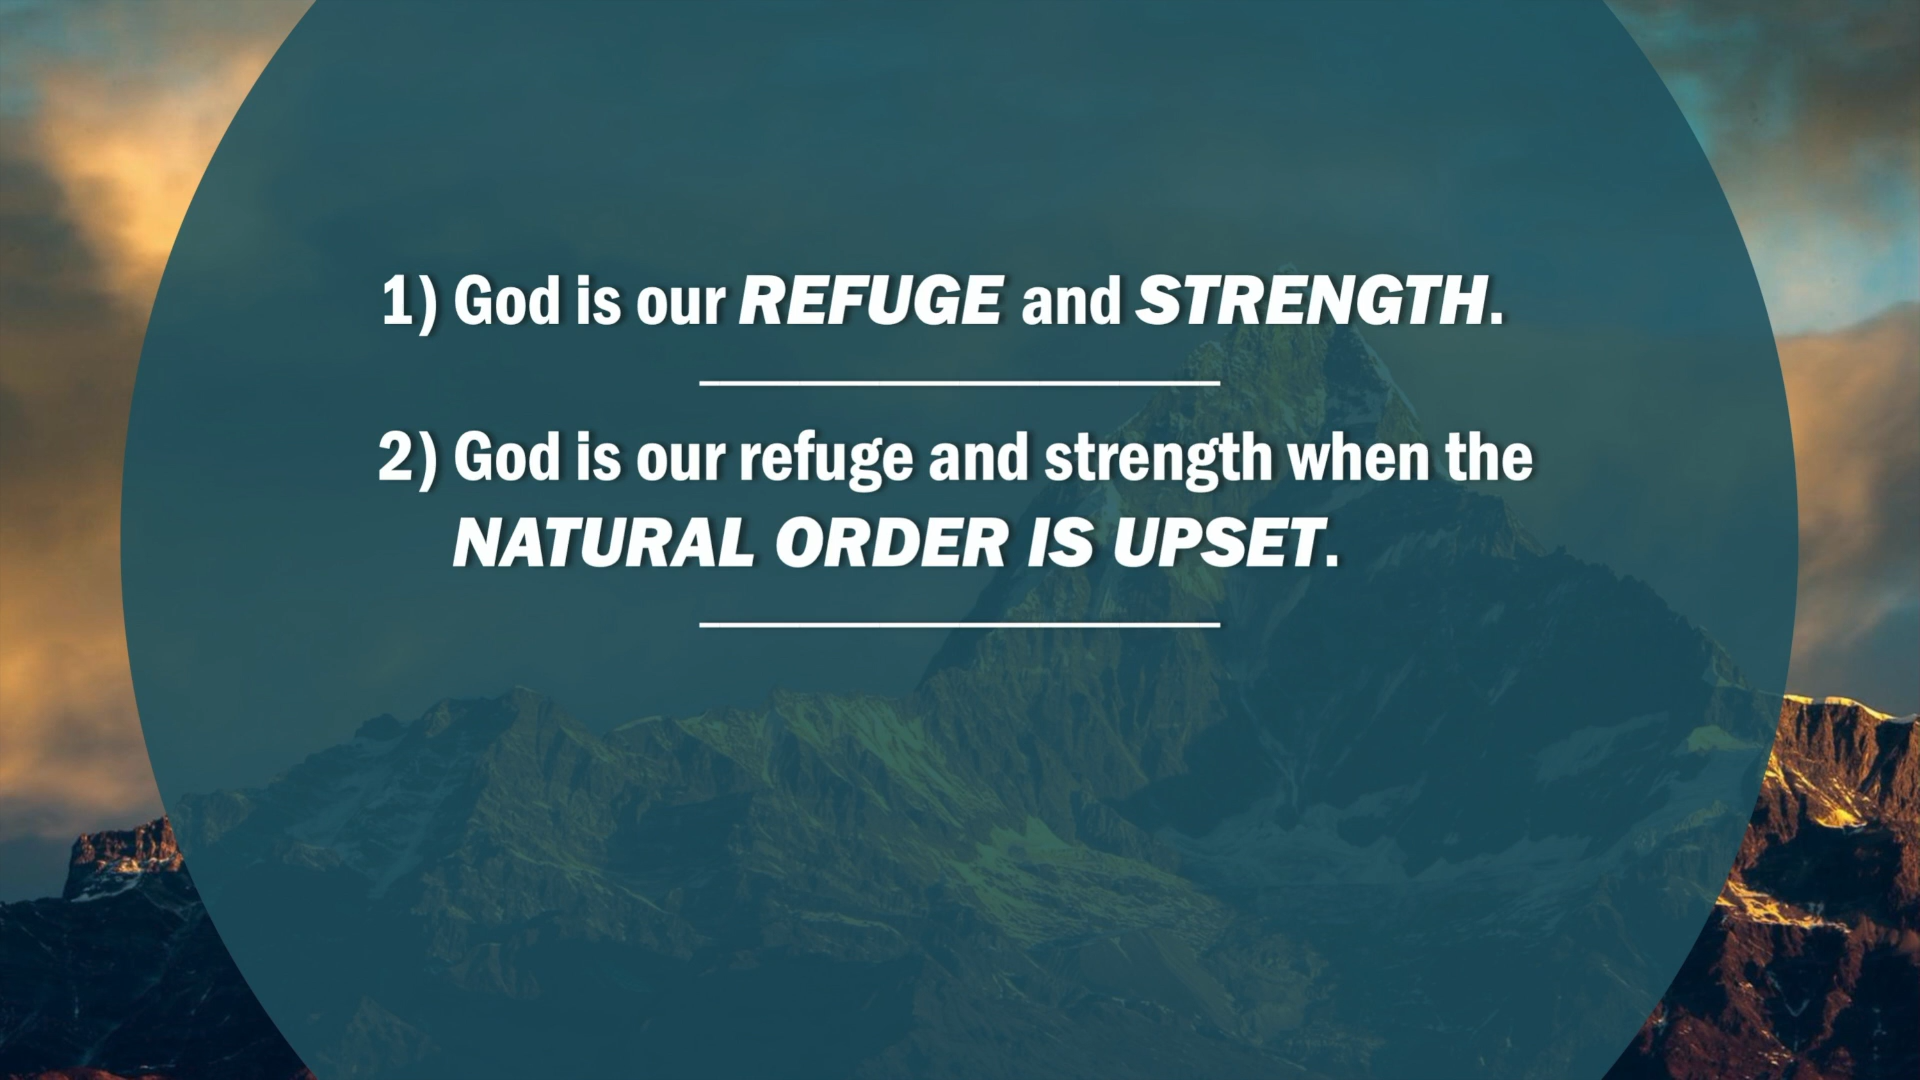 1) God is our REFUGE and STRENGTH.
2) God is our refuge and strength when the
NATURAL ORDER IS UPSET.